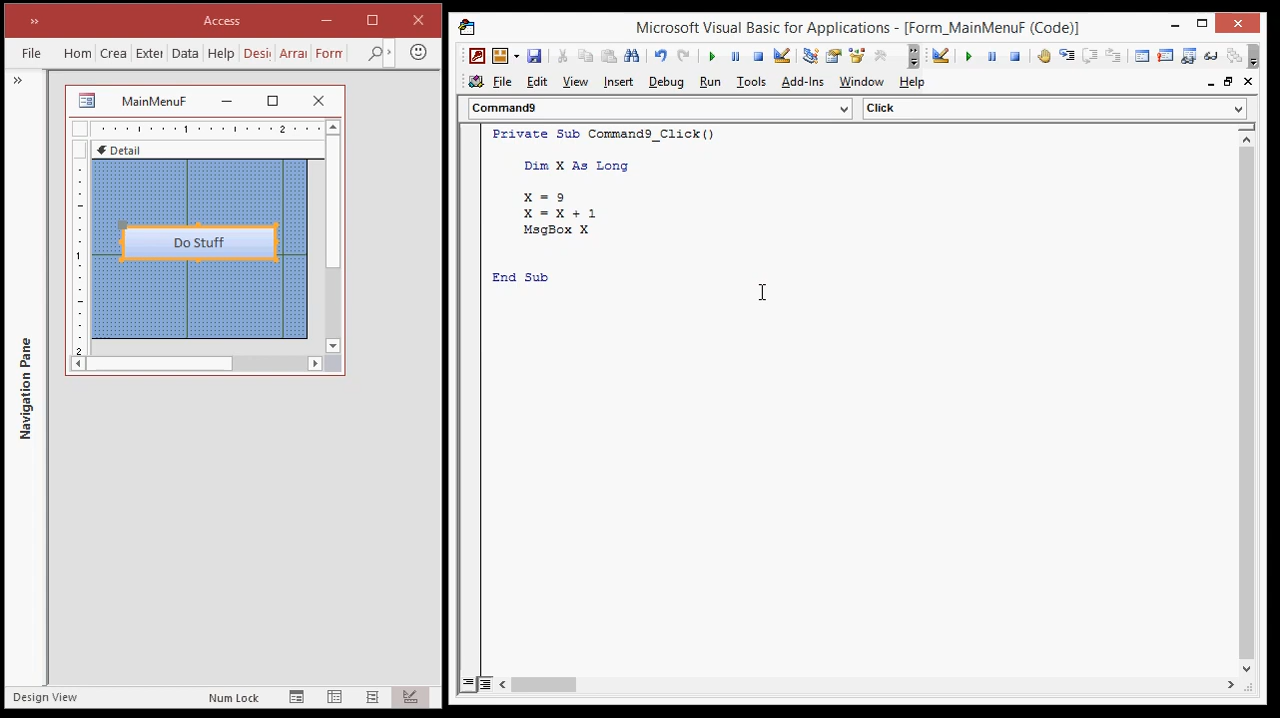 Access
File Hom Crea Exter Data Help Desi Arrai Form
MainMenuF
1 2
Detail
Do Stuff
1
2
Navigation Pane
Design View Num Lock
Microsoft Visual Basic for Applications - [Form_MainMenuF (Code)]
File Edit View Insert Debug Run Tools Add-Ins Window Help
Command9 Click
Private Sub Command9_Click()
Dim X As Long
X = 9
X = X + 1
MsgBox X
End Sub